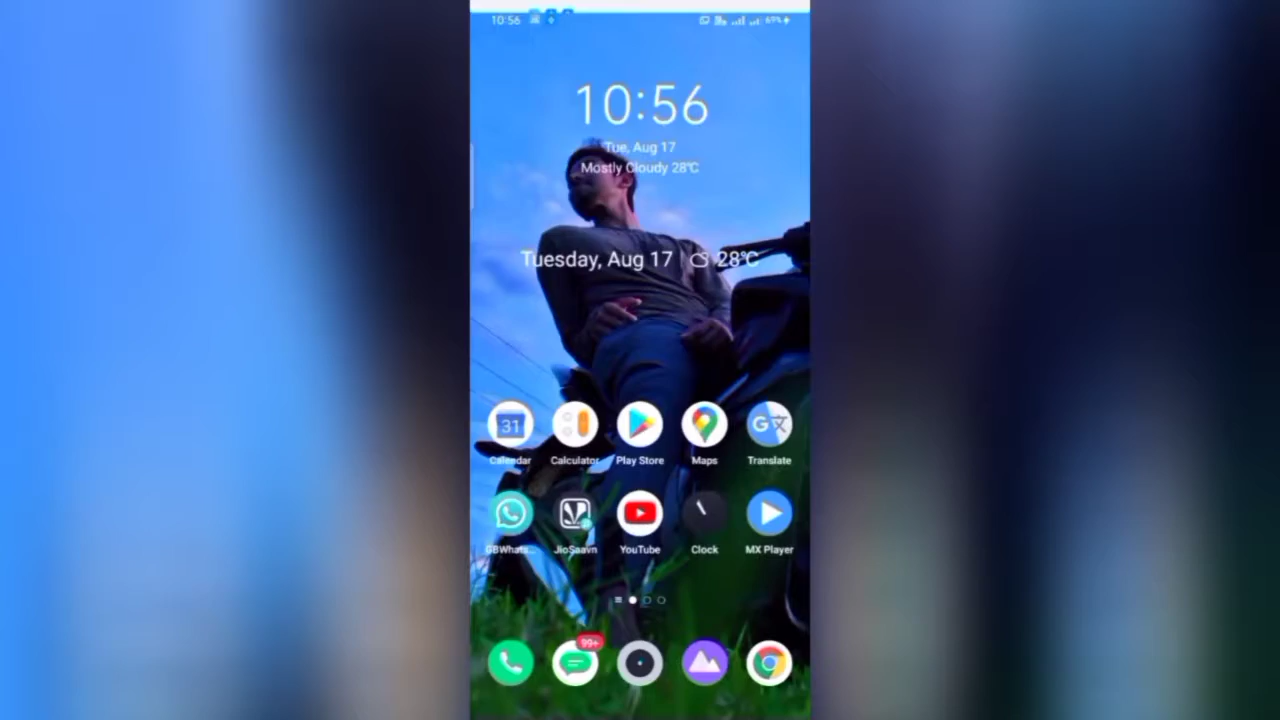 10:56 69%
10:56
Tue, Aug 17
Mostly Cloudy 28°C
Tuesday, Aug 17 28°C
31
Calendar Calculator Play Store Maps Translate
GBWhats... JioSaavn YouTube Clock MX Player
99+